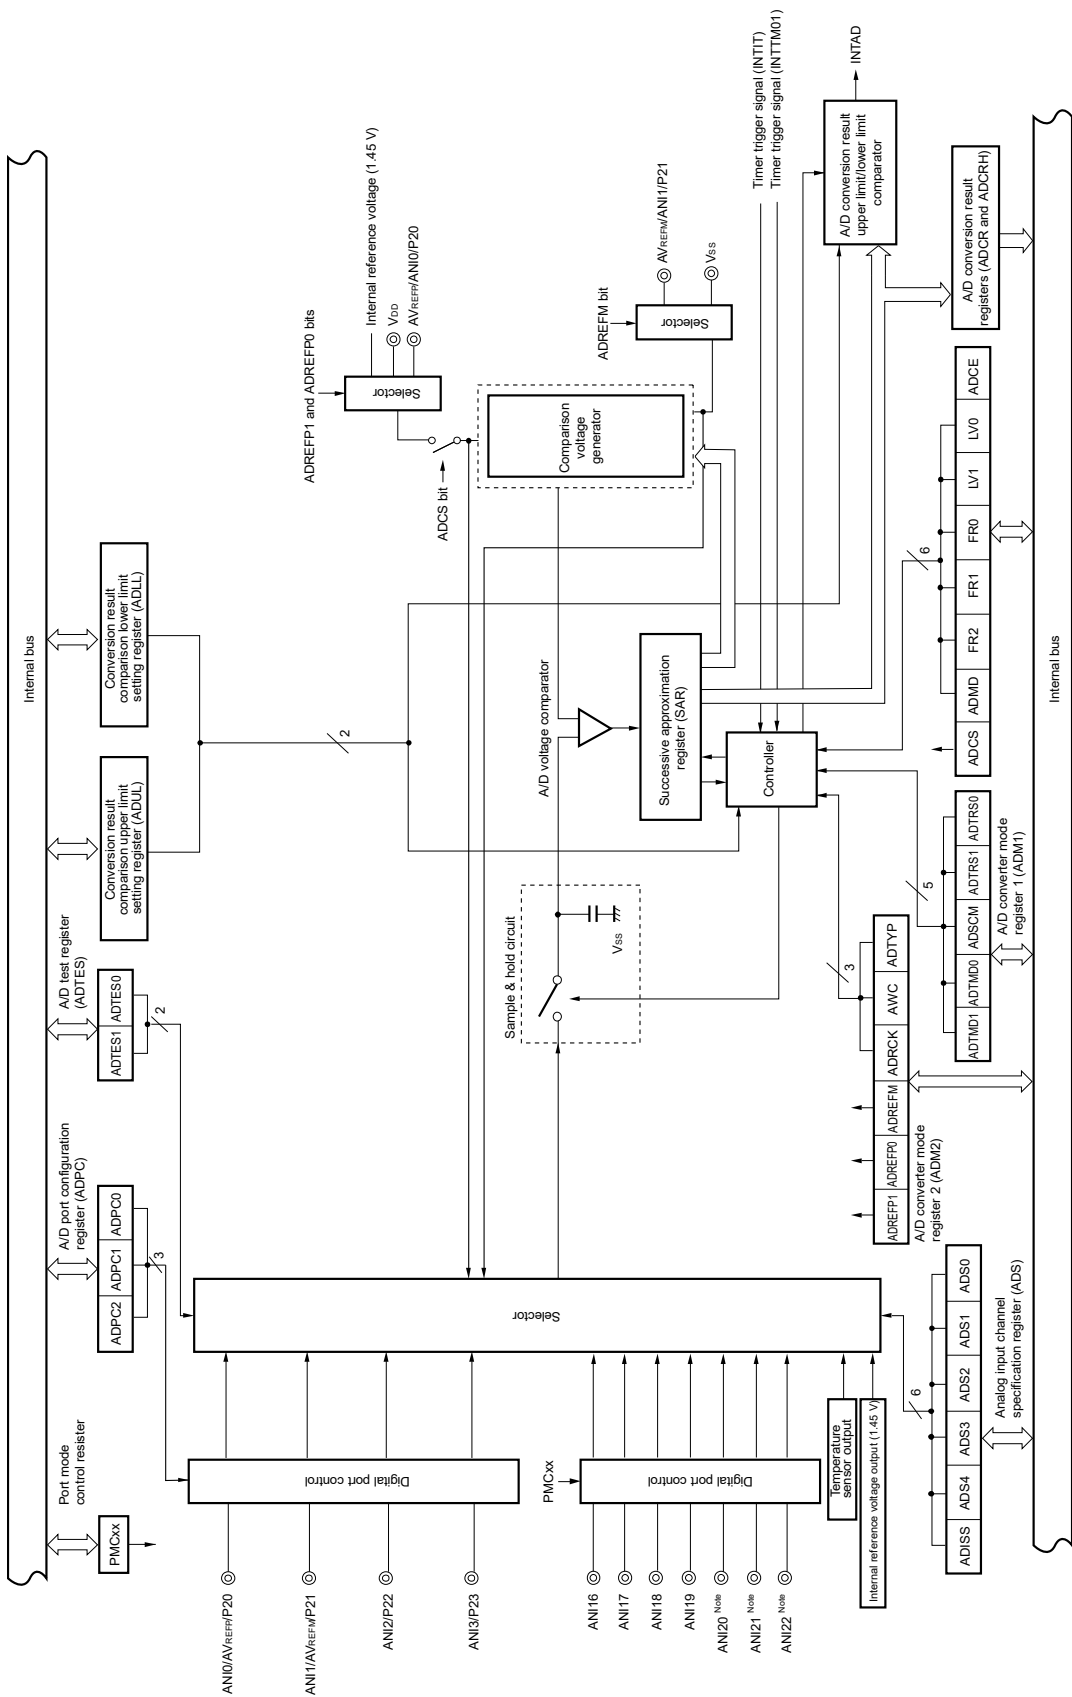 Internal bus
Port mode
control resister
PMCxx
A/D port configuration
register (ADPC)
ADPC2
ADPC1
ADPC0
3
A/D test register
(ADTES)
ADTES1
ADTES0
2
Conversion result
comparison upper limit
setting register (ADUL)
Conversion result
comparison lower limit
setting register (ADLL)
2
ADREFP1 and ADREFP0 bits
Internal reference voltage (1.45 V)
VDD
AVREFP/ANI0/P20
Selector
ADCS bit
Comparison
voltage
generator
ADREFM bit
Selector
AVREFM/ANI1/P21
VSS
Timer trigger signal (INTIT)
Timer trigger signal (INTTM01)
ANI0/AVREFP/P20
ANI1/AVREFM/P21
ANI2/P22
ANI3/P23
Digital port control
PMCxx
ANI16
ANI17
ANI18
ANI19
ANI20 Note
ANI21 Note
ANI22 Note
Digital port control
Temperature
sensor output
Internal reference voltage output (1.45 V)
Selector
Sample & hold circuit
VSS
A/D voltage comparator
Successive approximation
register (SAR)
Controller
A/D conversion result
upper limit/lower limit
comparator
INTAD
A/D conversion result
registers (ADCR and ADCRH)
6
ADISS
ADS4
ADS3
ADS2
ADS1
ADS0
Analog input channel
specification register (ADS)
3
ADREFP1
ADREFP0
ADREFM
ADRCK
AWC
ADTYP
A/D converter mode
register 2 (ADM2)
5
ADTMD1
ADTMD0
ADSCM
ADTRS1
ADTRS0
A/D converter mode
register 1 (ADM1)
6
ADCS
ADMD
FR2
FR1
FR0
LV1
LV0
ADCE
Internal bus